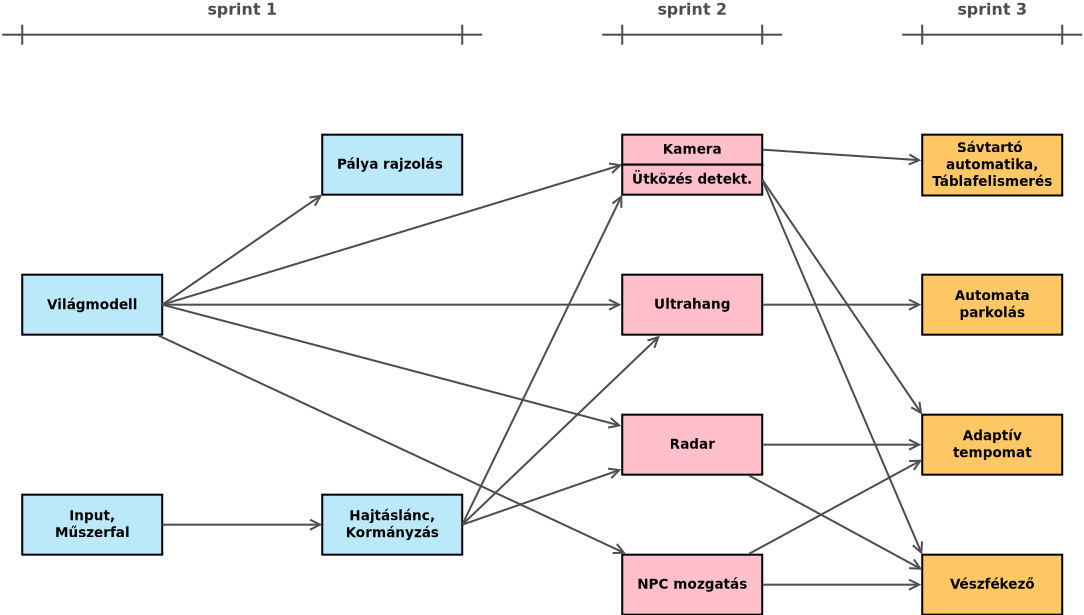 sprint 1
sprint 2
sprint 3
Pálya rajzolás
Kamera
Ütközés detekt.
Sávtartó
automatika,
Táblafelismerés
Világmodell
Ultrahang
Automata
parkolás
Radar
Adaptív
tempomat
Input,
Műszerfal
Hajtáslánc,
Kormányzás
NPC mozgatás
Vészfékező